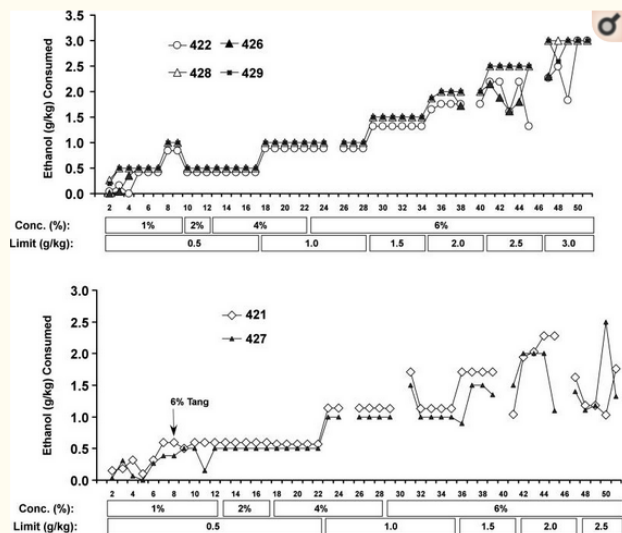 3.0
422
426
428
429
2.5
2.0
1.5
1.0
0.5
0.0
Ethanol (g/kg) Consumed
2 4 6 8 10 12 14 16 18 20 22 24 26 28 30 32 34 36 38 40 42 44 46 48 50
Conc. (%): 1% 2% 4% 6%
Limit (g/kg): 0.5 1.0 1.5 2.0 2.5 3.0
3.0
421
427
2.5
2.0
1.5
1.0
0.5
0.0
Ethanol (g/kg) Consumed
6% Tang
2 4 6 8 10 12 14 16 18 20 22 24 26 28 30 32 34 36 38 40 42 44 46 48 50
Conc. (%): 1% 2% 4% 6%
Limit (g/kg): 0.5 1.0 1.5 2.0 2.5